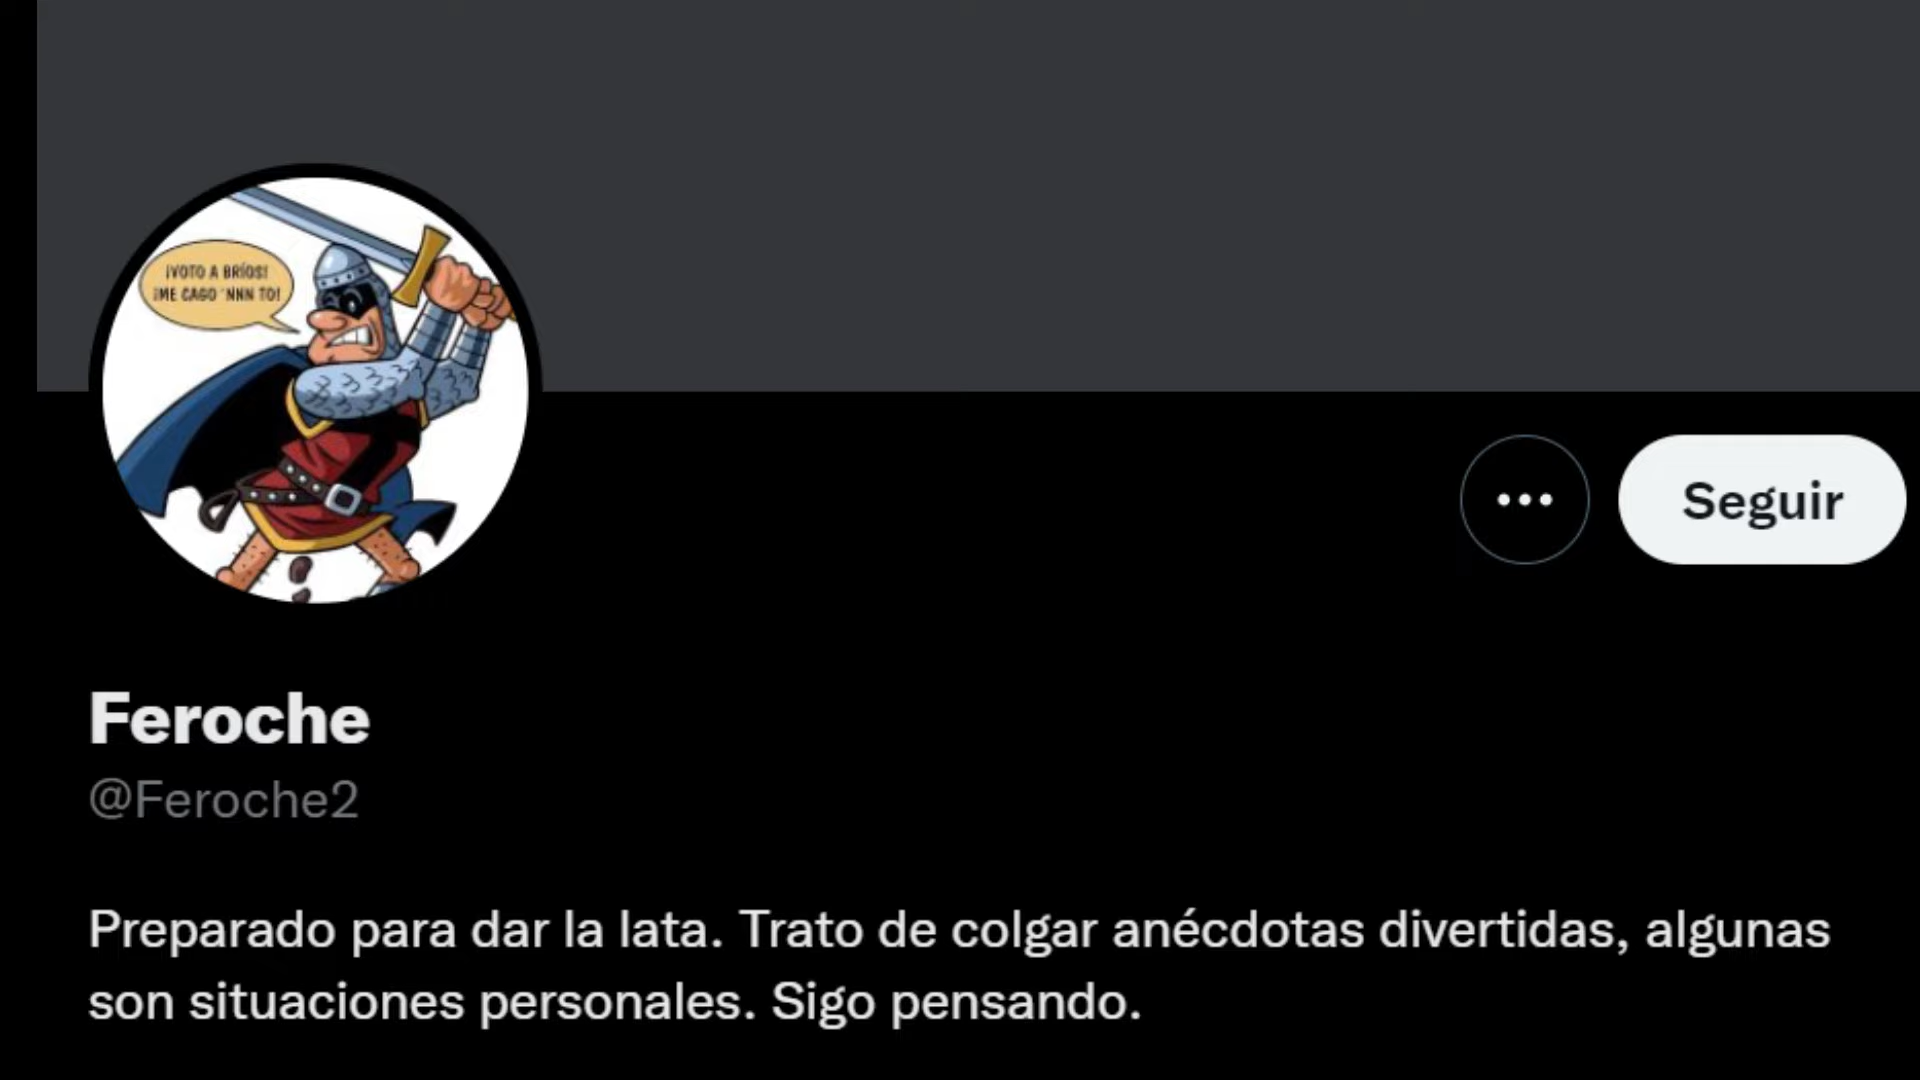 ¡VOTO A BRÍOS!
¡ME CAGO ´NNN TO!
Seguir
Feroche
@Feroche2
Preparado para dar la lata. Trato de colgar anécdotas divertidas, algunas
son situaciones personales. Sigo pensando.